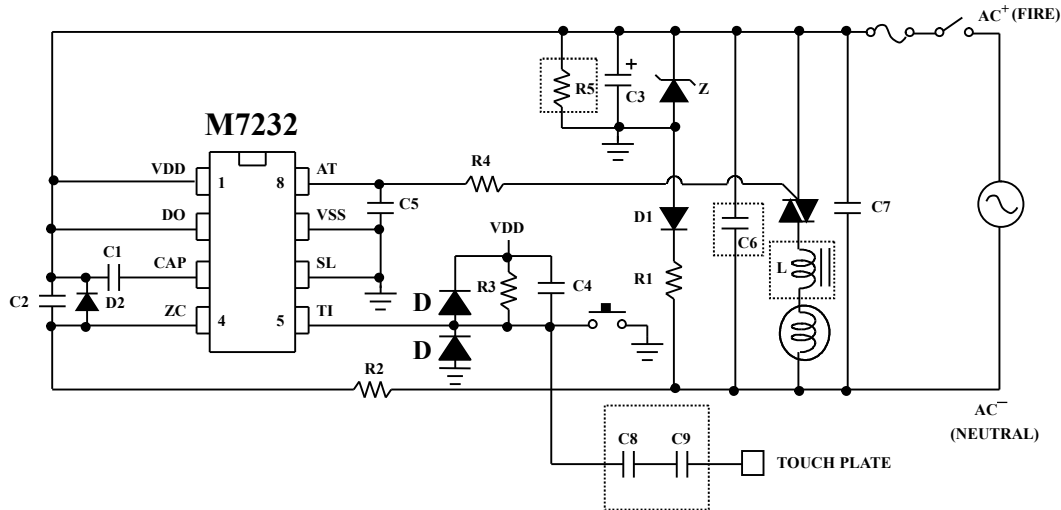 AC+ (FIRE)
R5
+
C3
Z
M7232
VDD
1
8
AT
R4
DO
VSS
C5
D1
C6
C7
C1
VDD
CAP
SL
R3
C4
R1
L
C2
D2
D
ZC
4
5
TI
D
R2
AC−
(NEUTRAL)
C8
C9
TOUCH PLATE